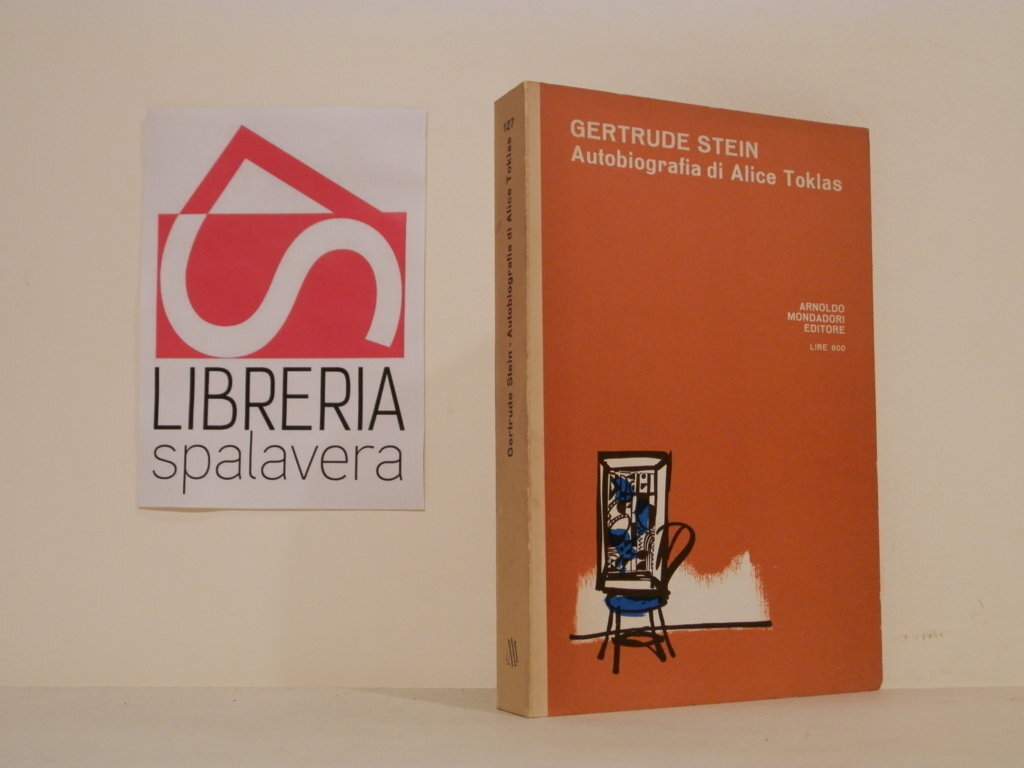 LIBRERIA
spalavera
127
Gertrude Stein - Autobiografia di Alice Toklas
GERTRUDE STEIN
Autobiografia di Alice Toklas
ARNOLDO
MONDADORI
EDITORE
LIRE 800